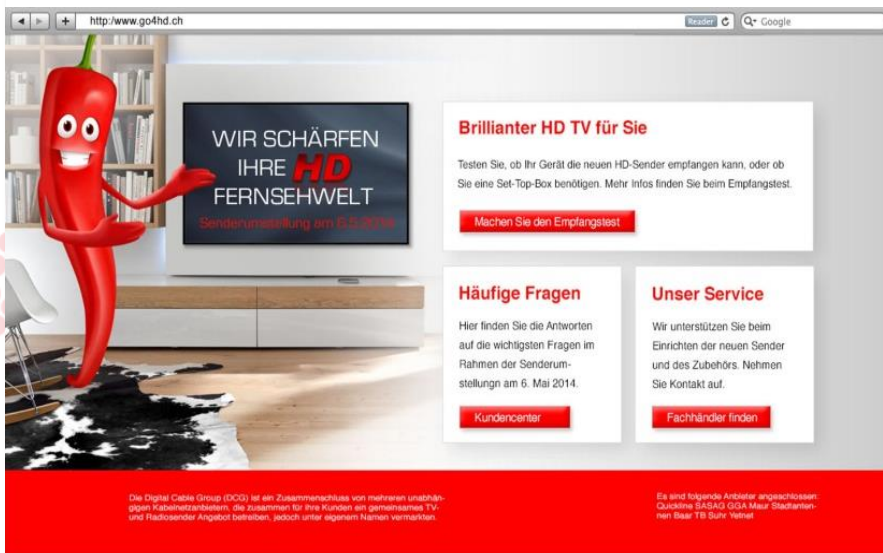 http:/www.go4hd.ch
Reader
Google
WIR SCHÄRFEN
IHRE HD
FERNSEHWELT
Senderumstellung am 6.5.2014
Brillianter HD TV für Sie
Testen Sie, ob Ihr Gerät die neuen HD-Sender empfangen kann, oder ob
Sie eine Set-Top-Box benötigen. Mehr Infos finden Sie beim Empfangstest.
Machen Sie den Empfangstest
Häufige Fragen
Hier finden Sie die Antworten
auf die wichtigsten Fragen im
Rahmen der Senderum-
stellungn am 6. Mai 2014.
Kundencenter
Unser Service
Wir unterstützen Sie beim
Einrichten der neuen Sender
und des Zubehörs. Nehmen
Sie Kontakt auf.
Fachhändler finden
Die Digital Cable Group (DCG) ist ein Zusammenschluss von mehreren unabhän-
gigen Kabelnetzanbietern, die zusammen für ihre Kunden ein gemeinsames TV-
und Radiosender Angebot betreiben, jedoch unter eigenem Namen vermarkten.
Es sind folgende Anbieter angeschlossen:
Quickline SASAG GGA Maur Stadtanten-
nen Baar TB Suhr Yetnet